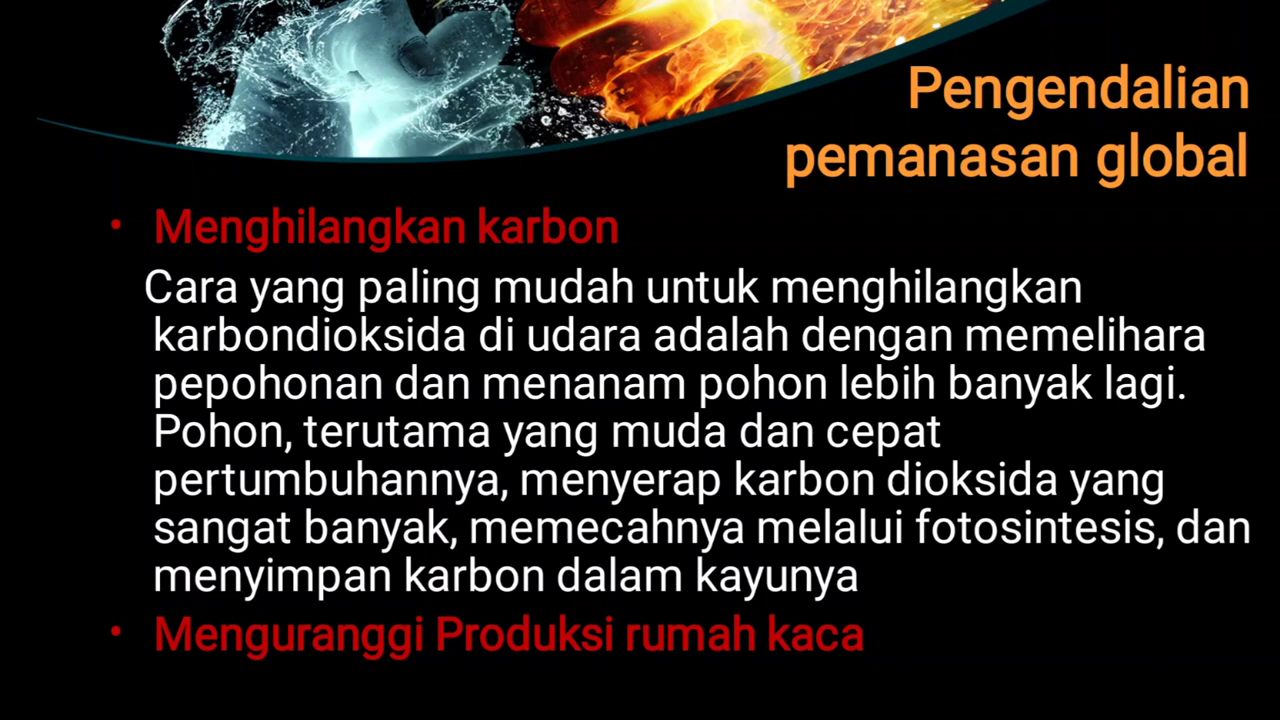 Pengendalian
pemanasan global
• Menghilangkan karbon
Cara yang paling mudah untuk menghilangkan
karbondioksida di udara adalah dengan memelihara
pepohonan dan menanam pohon lebih banyak lagi.
Pohon, terutama yang muda dan cepat
pertumbuhannya, menyerap karbon dioksida yang
sangat banyak, memecahnya melalui fotosintesis, dan
menyimpan karbon dalam kayunya
• Menguranggi Produksi rumah kaca